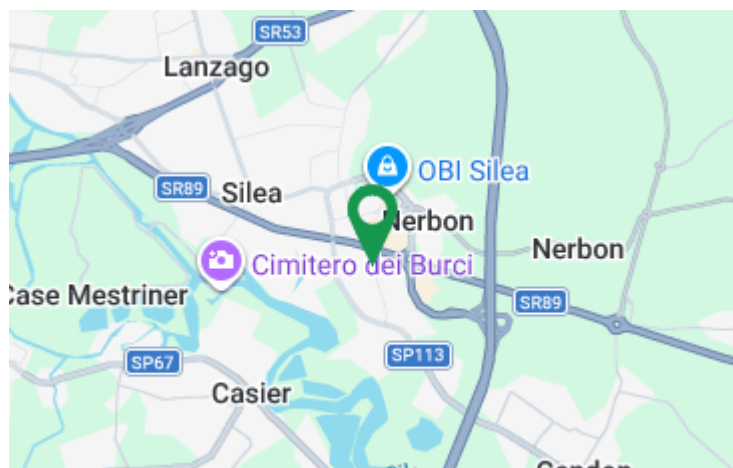 SR53
Lanzago
OBI Silea
SR89
Silea
Nerbon
Nerbon
Cimitero dei Burci
Case Mestriner
SR89
SP113
SP67
Casier